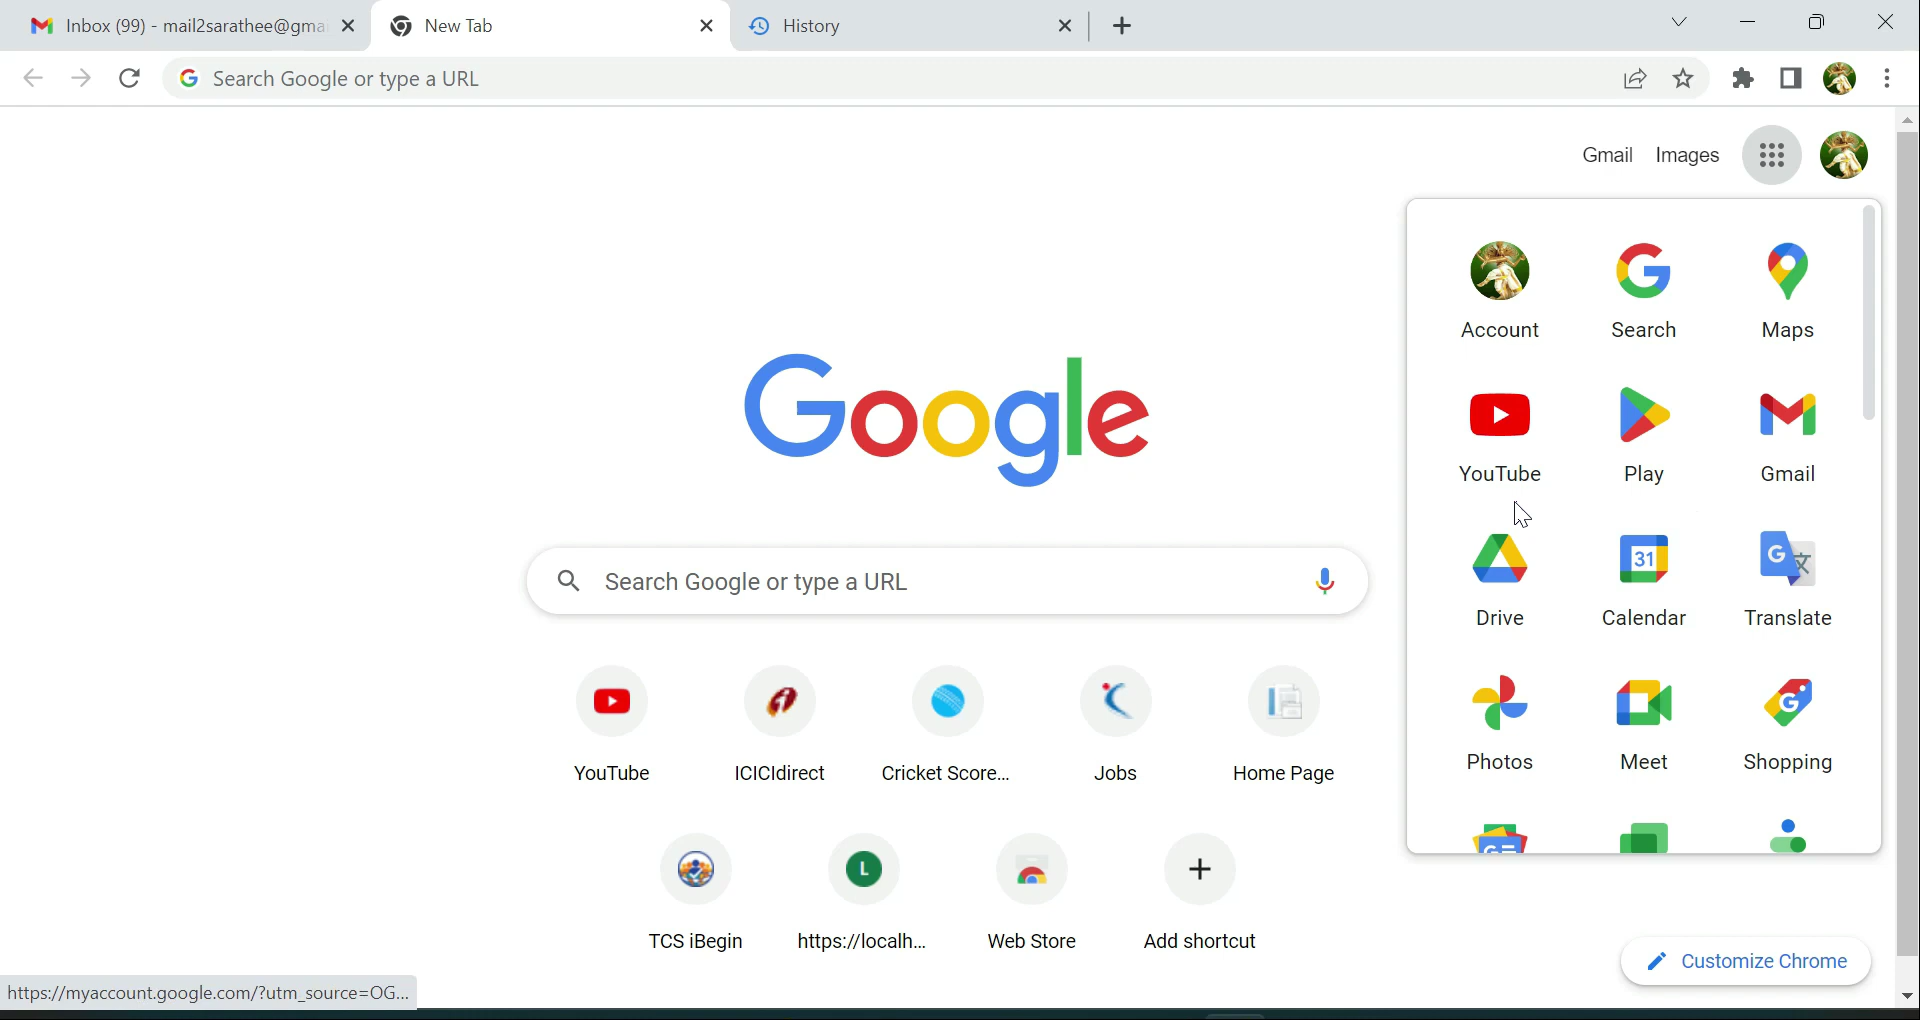 Inbox (99) - mail2sarathee@gmai
New Tab
History
Search Google or type a URL
Gmail Images
Account Search Maps
YouTube Play Gmail
Drive Calendar Translate
31
G
Photos Meet Shopping
G
Google
Search Google or type a URL
YouTube ICICIdirect Cricket Score... Jobs Home Page
L
TCS iBegin https://localh... Web Store Add shortcut
Customize Chrome
https://myaccount.google.com/?utm_source=OG...